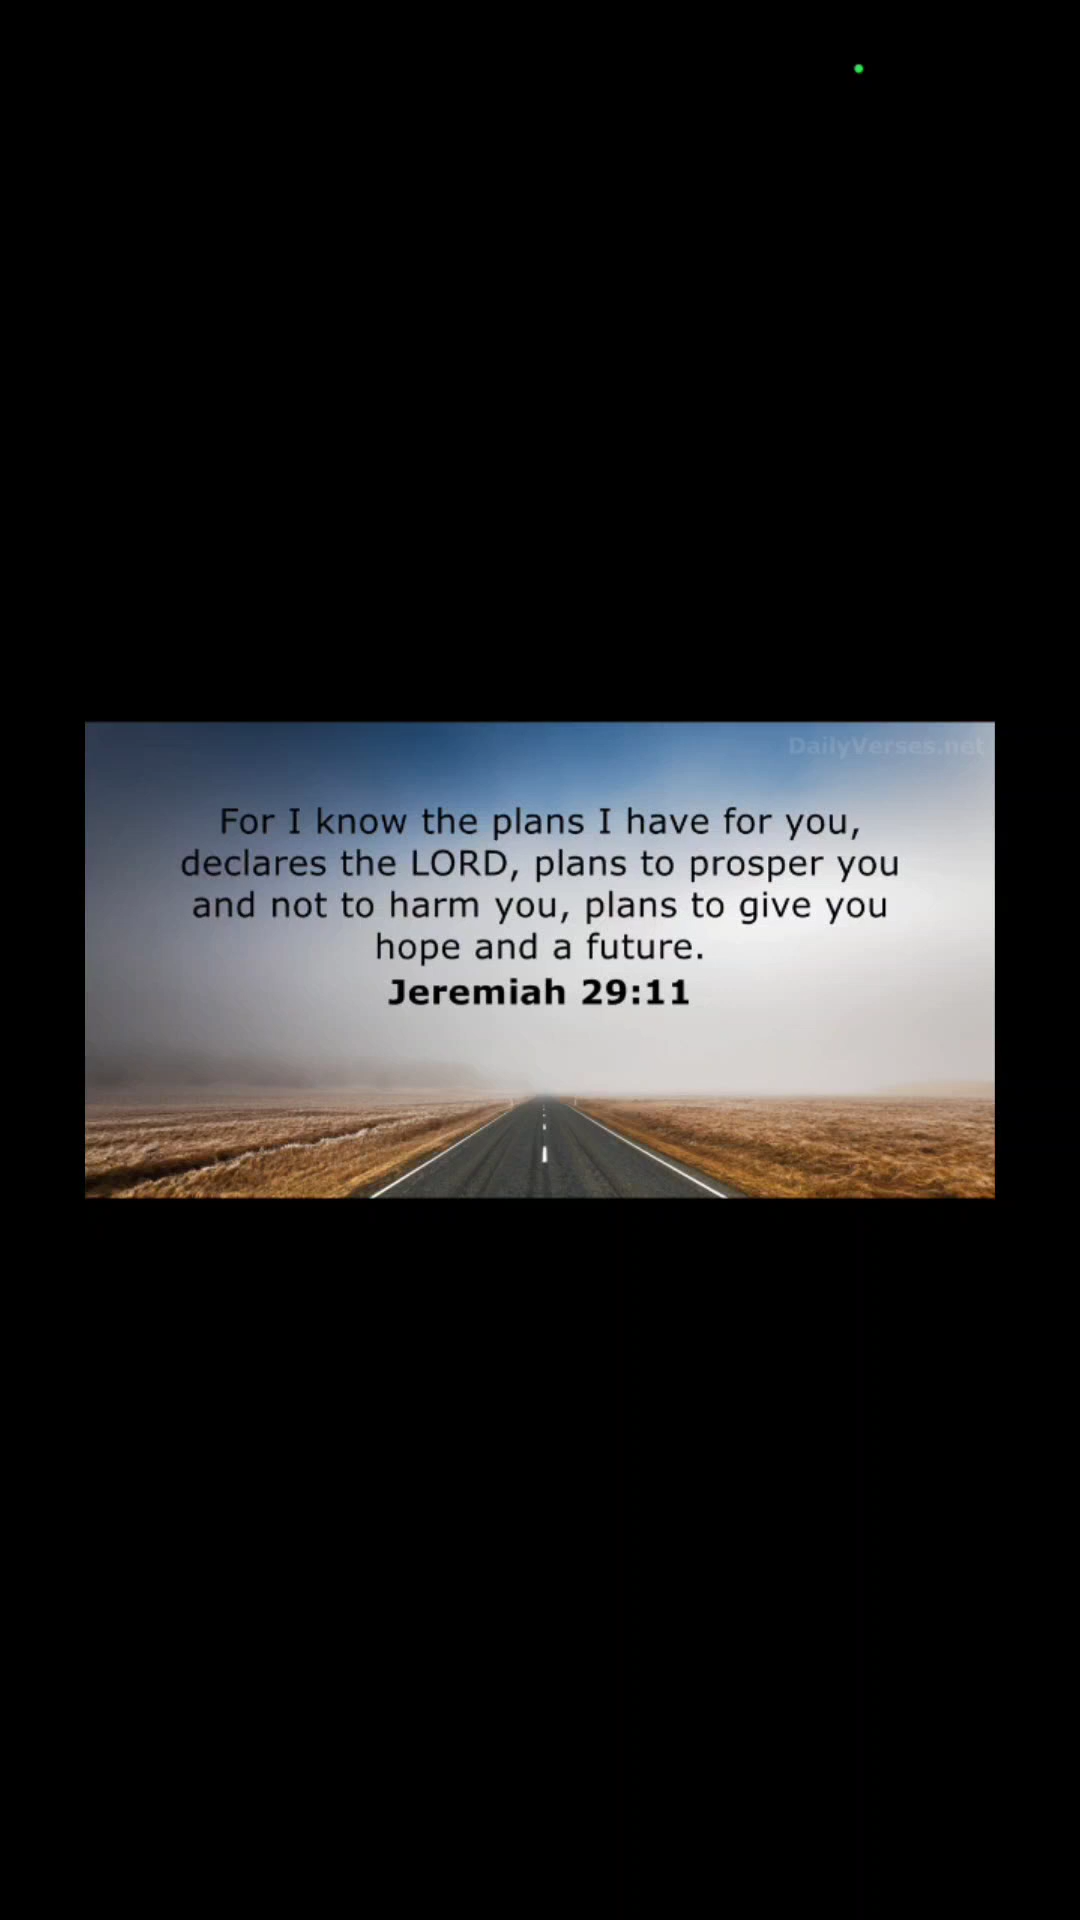 DailyVerses.net
For I know the plans I have for you,
declares the LORD, plans to prosper you
and not to harm you, plans to give you
hope and a future.
Jeremiah 29:11